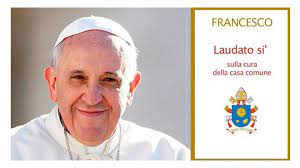 FRANCESCO
Laudato si'
sulla cura
della casa comune